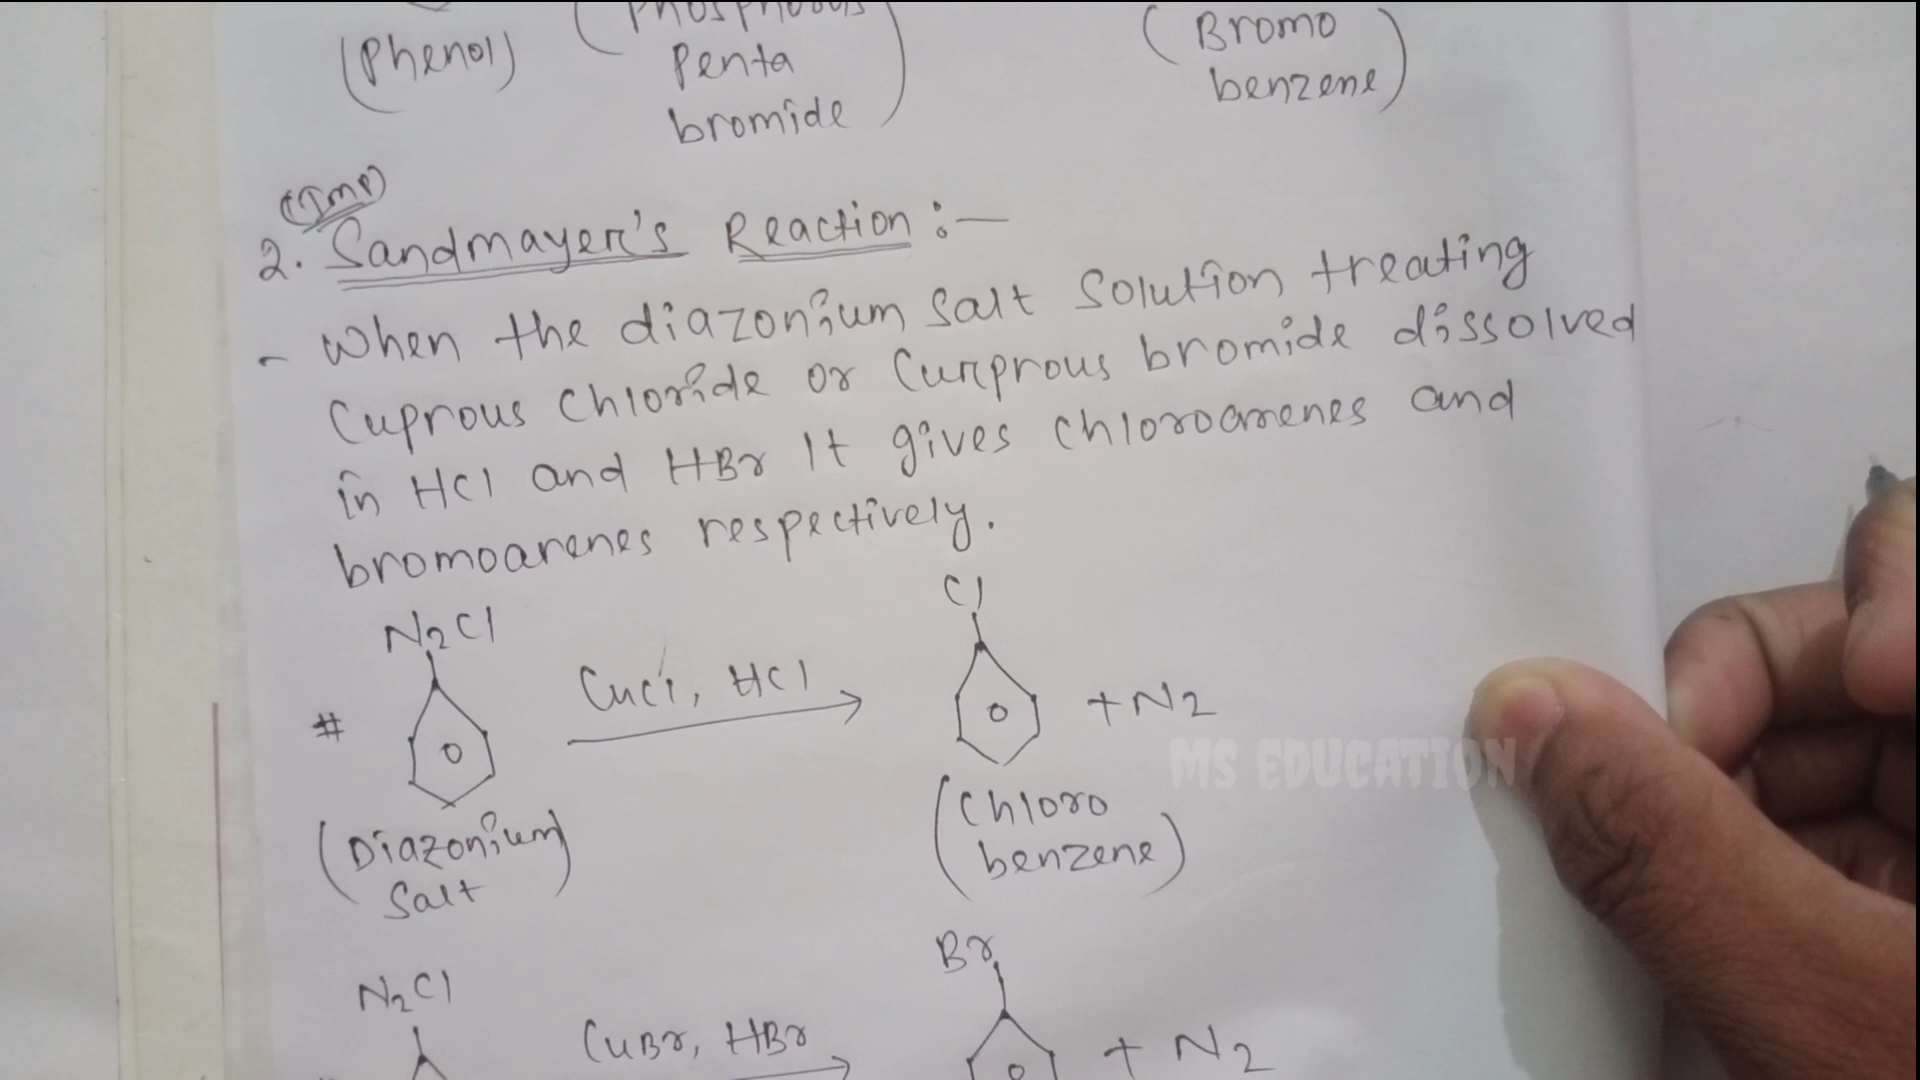 (Phenol)
(Phosphorous
Penta
bromide)
(Bromo
benzene)
(Imp)
2. Sandmayer's Reaction :-
- When the diazonium Salt Solution treating
Cuprous Chloride or Curprous bromide dissolved
in HCl and HBr It gives Chloroarenes and
bromoarenes respectively.
N2Cl
Cl
# CuCl, HCl
+ N2
(Diazonium
Salt)
(Chloro
benzene)
MS EDUCATION
N2Cl
Br
CuBr, HBr
+ N2